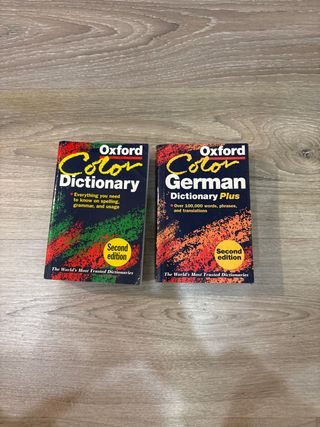 Oxford
Color
Dictionary
Everything you need
to know on spelling,
grammar, and usage
Second
edition
The World's Most Trusted Dictionaries
Oxford
Color
German
Dictionary Plus
Over 100,000 words, phrases,
and translations
Second
edition
The World's Most Trusted Dictionaries